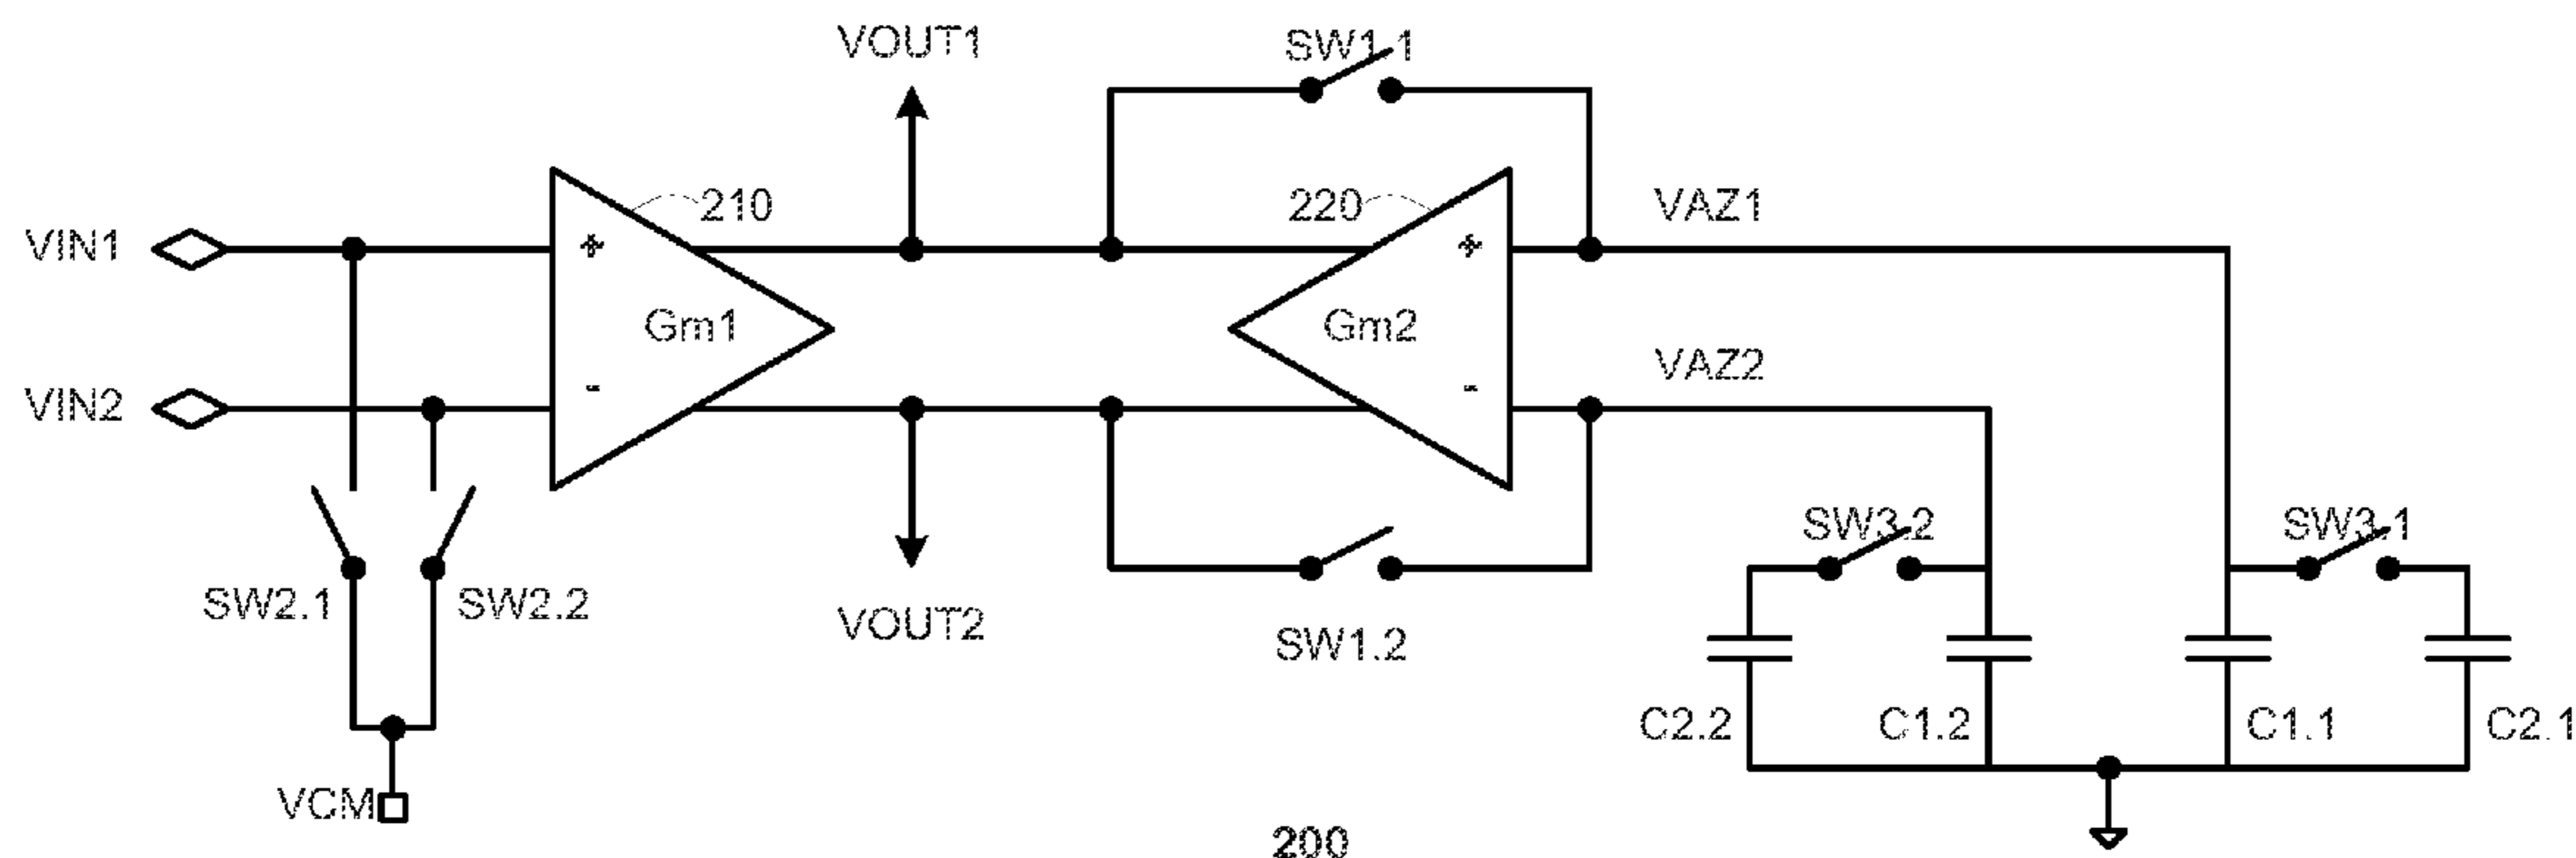 VOUT1
SW1.1
210
220
VAZ1
VIN1
+
+
Gm1
Gm2
VAZ2
VIN2
-
-
SW3.2
SW3.1
SW2.1
SW2.2
VOUT2
SW1.2
C2.2
C1.2
C1.1
C2.1
VCM
200